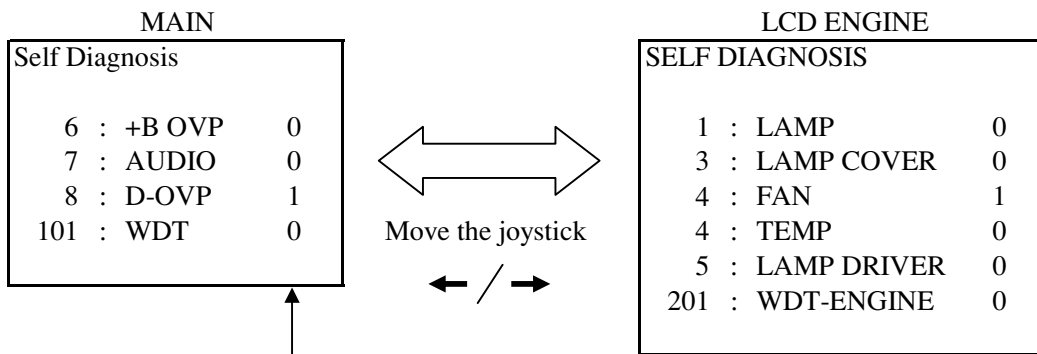 MAIN
Self Diagnosis
6 : +B OVP 0
7 : AUDIO 0
8 : D-OVP 1
101 : WDT 0
Move the joystick
/
LCD ENGINE
SELF DIAGNOSIS
1 : LAMP 0
3 : LAMP COVER 0
4 : FAN 1
4 : TEMP 0
5 : LAMP DRIVER 0
201 : WDT-ENGINE 0